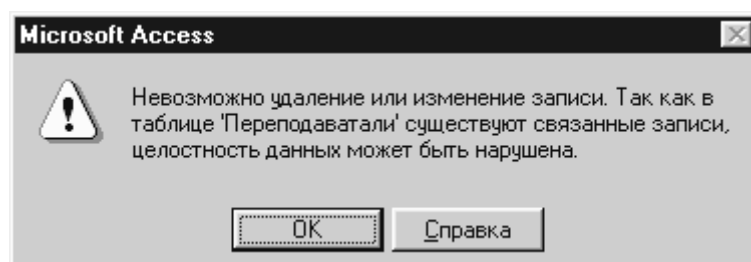 Microsoft Access
Невозможно удаление или изменение записи. Так как в
таблице 'Переподаватали' существуют связанные записи,
целостность данных может быть нарушена.
OK
Справка